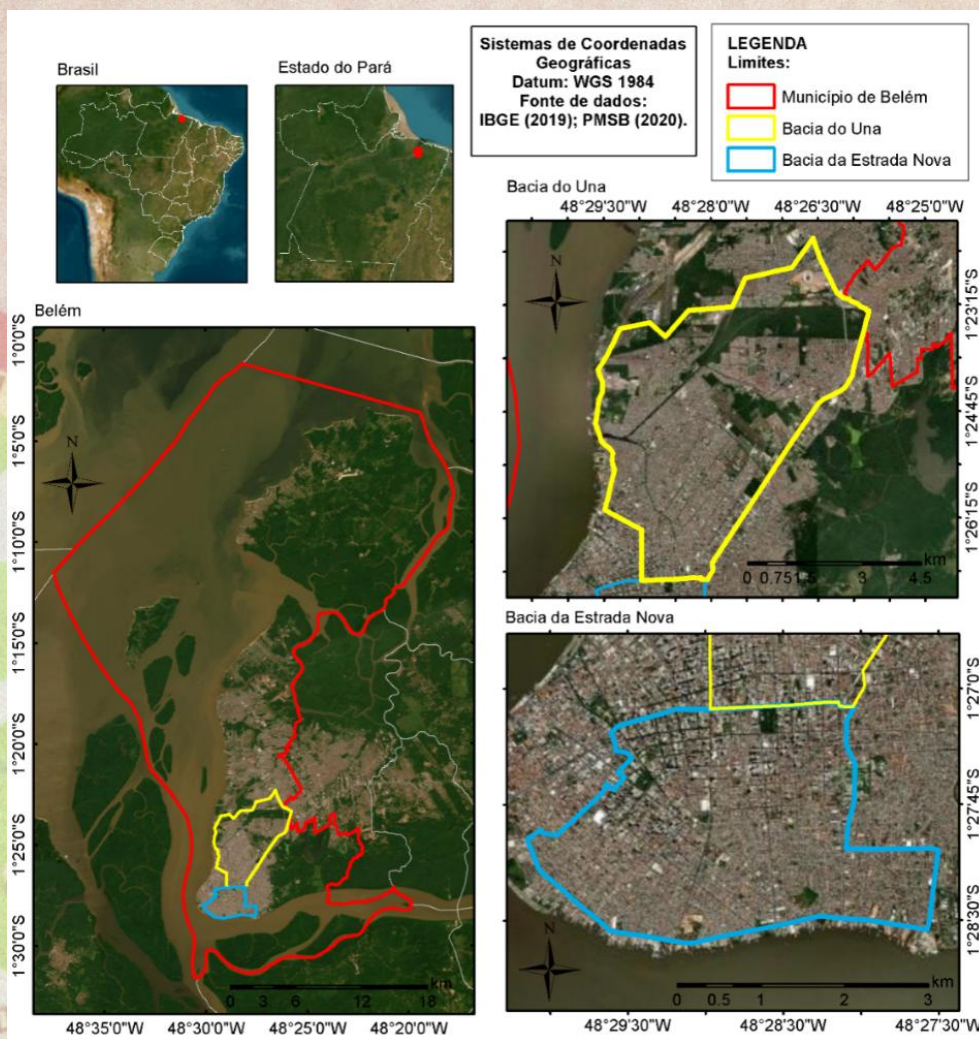 Brasil
Estado do Pará
Sistemas de Coordenadas
Geográficas
Datum: WGS 1984
Fonte de dados:
IBGE (2019); PMSB (2020).
LEGENDA
Limites:
Município de Belém
Bacia do Una
Bacia da Estrada Nova
Belém
N
1°0'0"S
1°5'0"S
1°10'0"S
1°15'0"S
1°20'0"S
1°25'0"S
1°30'0"S
km
0 3 6 12 18
48°35'0"W 48°30'0"W 48°25'0"W 48°20'0"W
Bacia do Una
48°29'30"W 48°28'0"W 48°26'30"W 48°25'0"W
N
1°23'15"S
1°24'45"S
1°26'15"S
km
0 0.75 1.5 3 4.5
Bacia da Estrada Nova
1°27'0"S
1°27'45"S
1°28'30"S
N
km
0 0.5 1 2 3
48°29'30"W 48°28'30"W 48°27'30"W